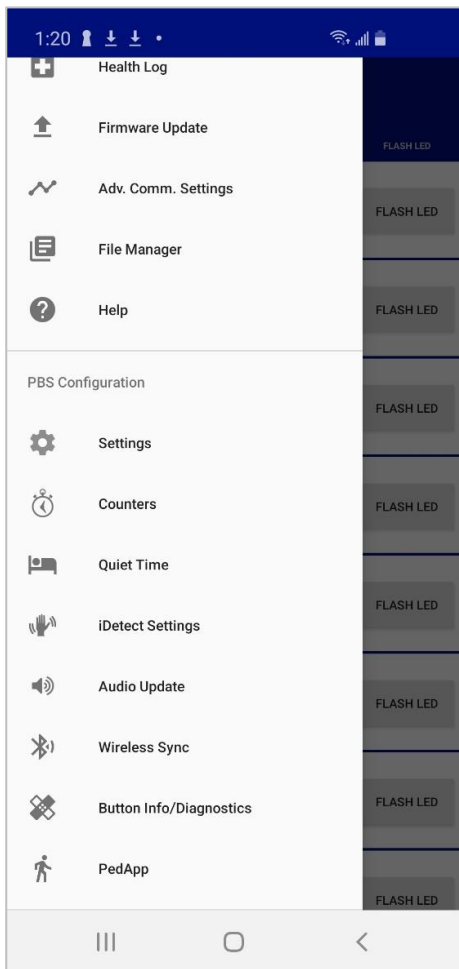 1:20
Health Log
Firmware Update
FLASH LED
Adv. Comm. Settings
FLASH LED
File Manager
Help
FLASH LED
PBS Configuration
FLASH LED
Settings
Counters
FLASH LED
Quiet Time
FLASH LED
iDetect Settings
Audio Update
FLASH LED
Wireless Sync
Button Info/Diagnostics
FLASH LED
PedApp
FLASH LED